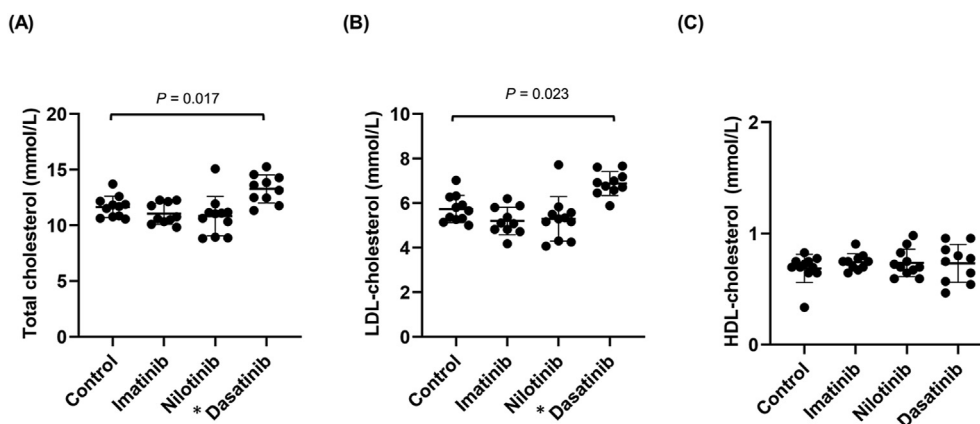 (A)
(B)
(C)
P = 0.017
Total cholesterol (mmol/L)
20
15
10
5
0
Control
Imatinib
Nilotinib
* Dasatinib
P = 0.023
LDL-cholesterol (mmol/L)
10
8
6
4
2
0
Control
Imatinib
Nilotinib
* Dasatinib
HDL-cholesterol (mmol/L)
2
1
0
Control
Imatinib
Nilotinib
Dasatinib